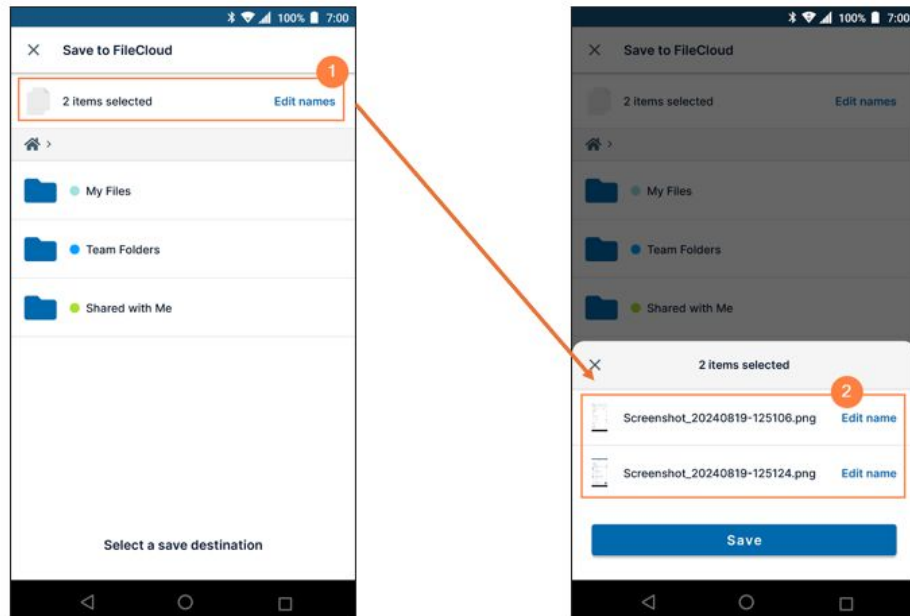 100% 7:00
Save to FileCloud
1
2 items selected Edit names
My Files
Team Folders
Shared with Me
Select a save destination
100% 7:00
Save to FileCloud
2 items selected Edit names
My Files
Team Folders
Shared with Me
2 items selected
2
Screenshot_20240819-125106.png Edit name
Screenshot_20240819-125124.png Edit name
Save